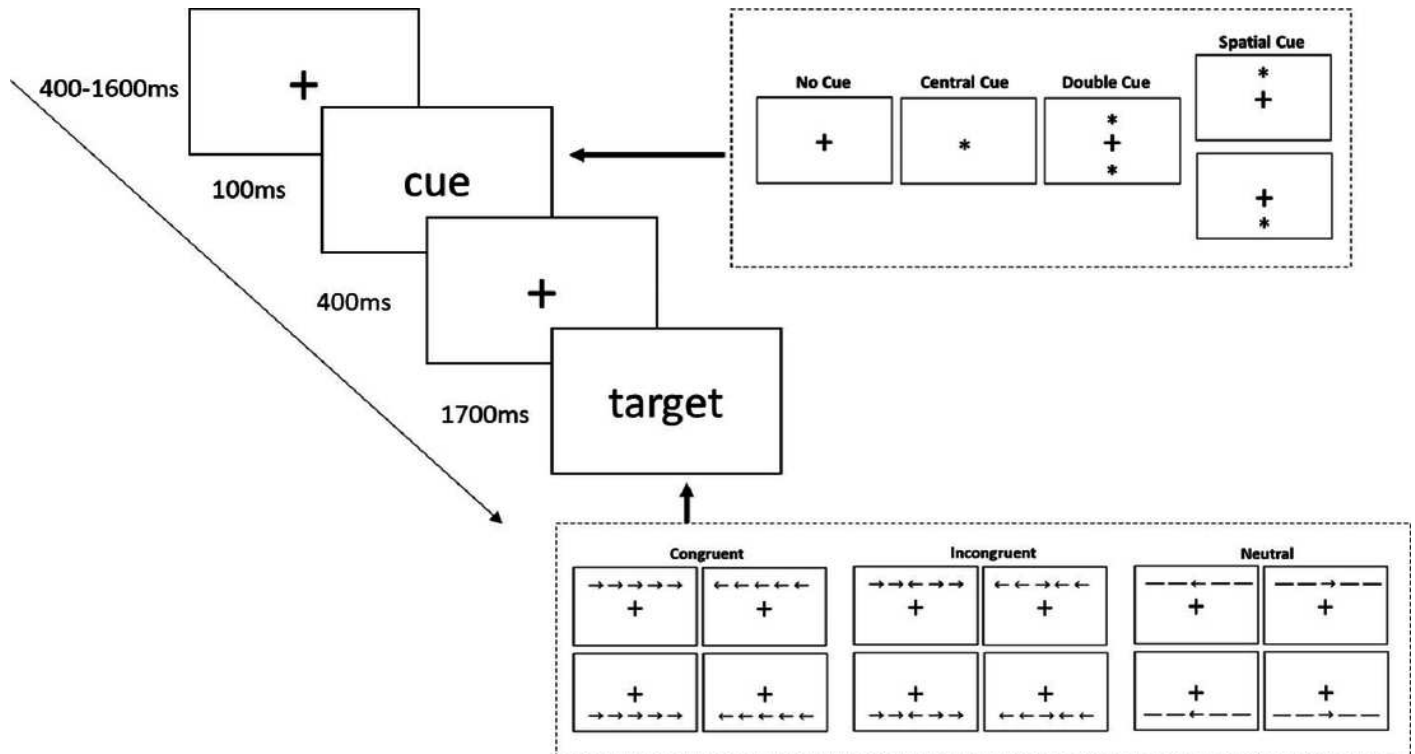 400-1600ms
+
100ms
cue
400ms
+
1700ms
target
No Cue
+
Central Cue
*
Double Cue
*
+
*
Spatial Cue
*
+
+
*
Congruent
→→→→→
+
←←←←←
+
+
→→→→→
+
←←←←←
Incongruent
→→←→→
+
←←→←←
+
+
→→←→→
+
←←→←←
Neutral
——←——
+
——→——
+
+
——←——
+
——→——